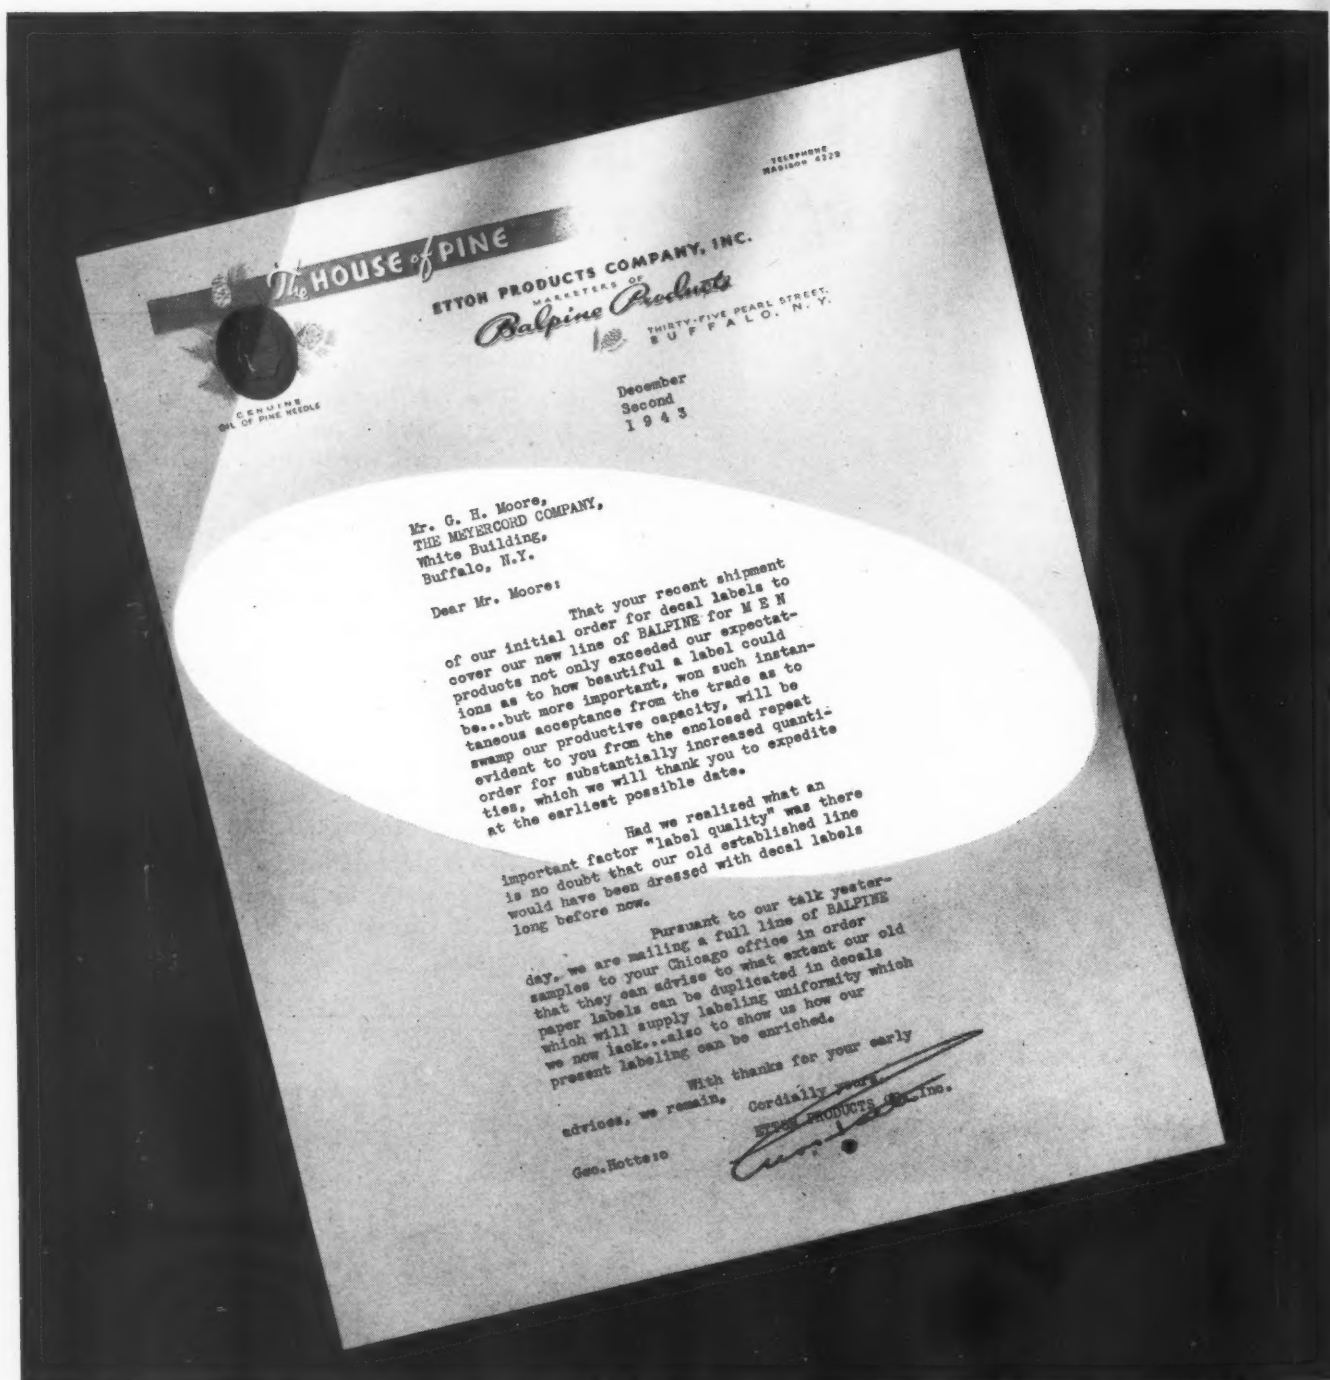 TELEPHONE
MADISON 4228
The HOUSE of PINE
ETTON PRODUCTS COMPANY, INC.
MARKETERS OF
Balpine Products
THIRTY-FIVE PEARL STREET,
BUFFALO, N. Y.
GENUINE
OIL OF PINE NEEDLE
December
Second
1 9 4 3
Mr. G. H. Moore,
THE MEYERCORD COMPANY,
White Building,
Buffalo, N.Y.
Dear Mr. Moore:
That your recent shipment
of our initial order for decal labels to
cover our new line of BALPINE for M E N
products not only exceeded our expectat-
ions as to how beautiful a label could
be...but more important, won such instan-
taneous acceptance from the trade as to
swamp our productive capacity, will be
evident to you from the enclosed repeat
order for substantially increased quanti-
ties, which we will thank you to expedite
at the earliest possible date.
Had we realized what an
important factor "label quality" was there
is no doubt that our old established line
would have been dressed with decal labels
long before now.
Pursuant to our talk yester-
day, we are mailing a full line of BALPINE
samples to your Chicago office in order
that they can advise to what extent our old
paper labels can be duplicated in decals
which will supply labeling uniformity which
we now lack...also to show us how our
present labeling can be enriched.
With thanks for your early
advices, we remain,
Cordially yours,
ETTON PRODUCTS Inc.
Geo.Hotte:o